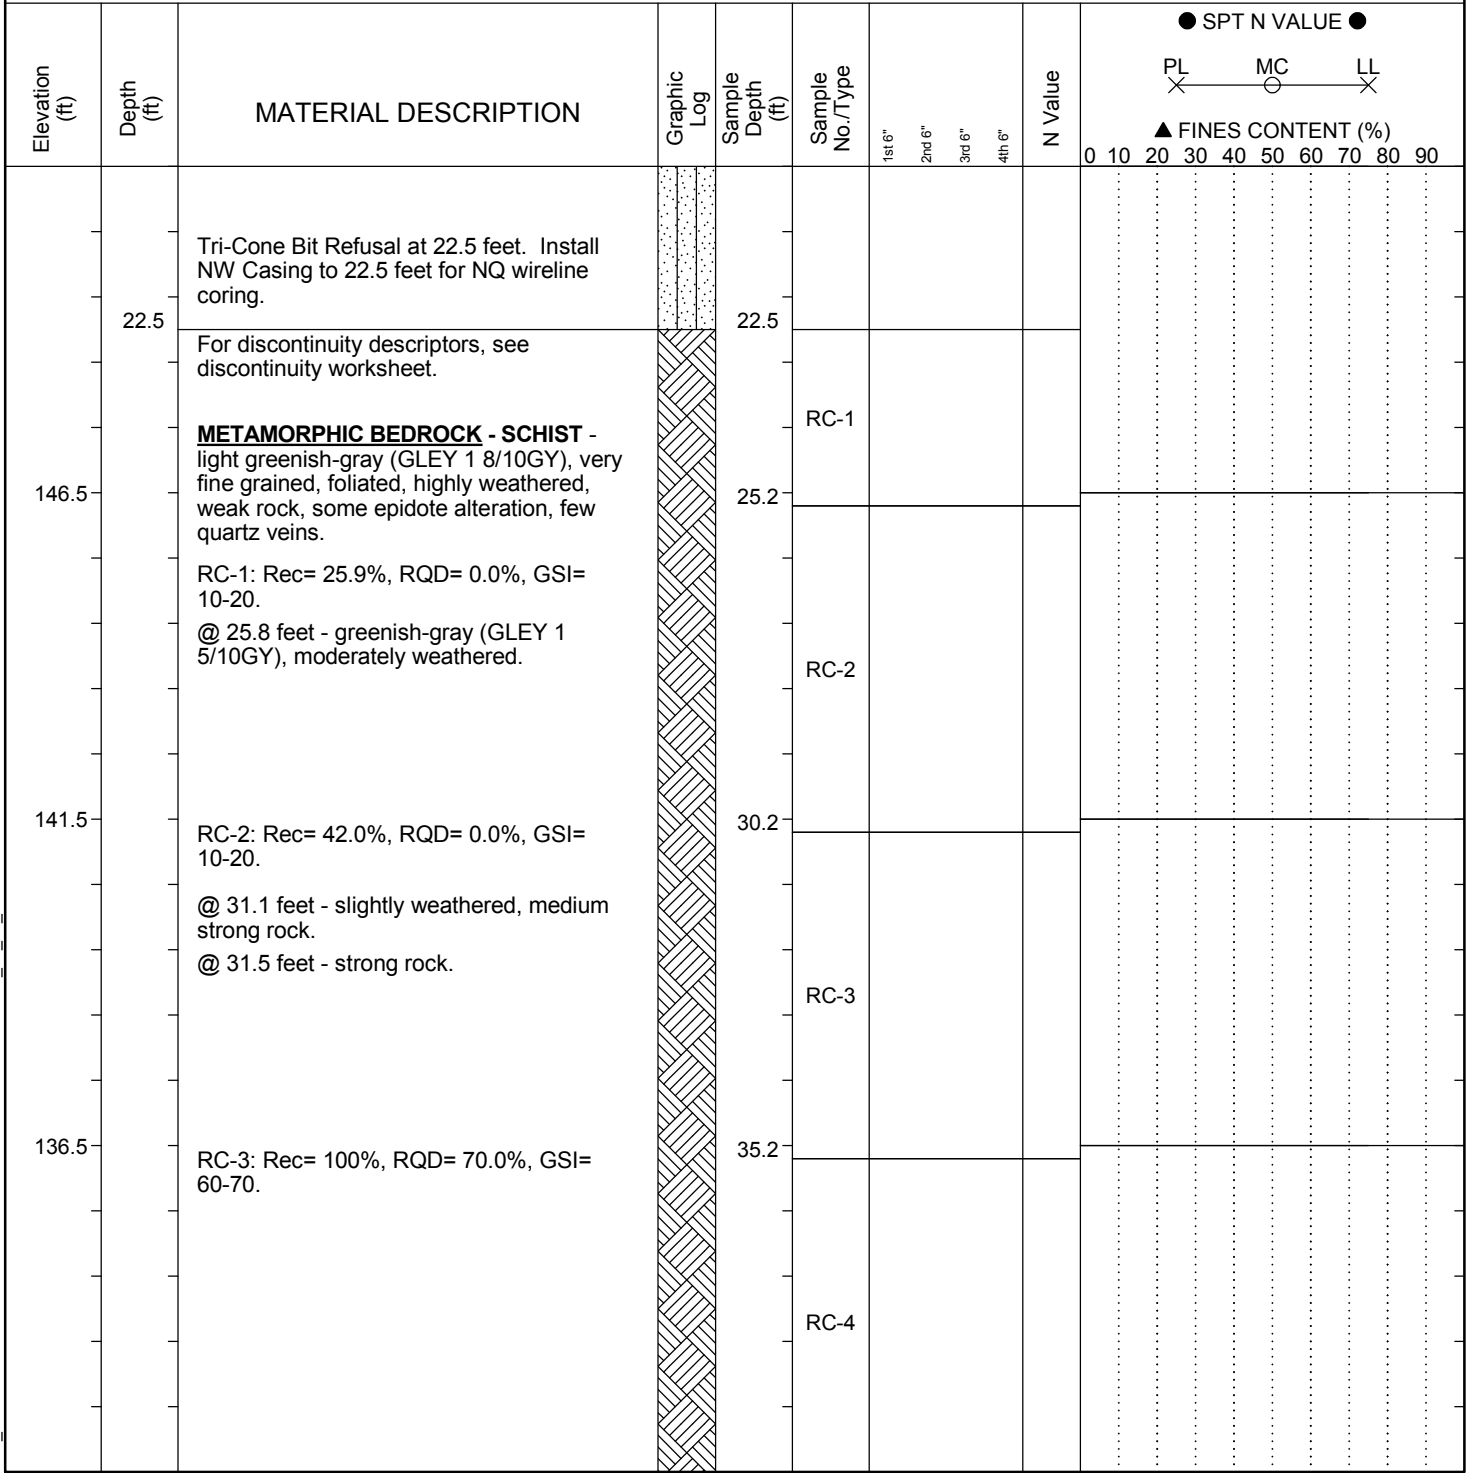 Elevation
(ft)
Depth
(ft)
MATERIAL DESCRIPTION
Graphic
Log
Sample
Depth
(ft)
Sample
No./Type
1st 6"
2nd 6"
3rd 6"
4th 6"
N Value
● SPT N VALUE ●
PL MC LL
▲ FINES CONTENT (%)
0 10 20 30 40 50 60 70 80 90
Tri-Cone Bit Refusal at 22.5 feet. Install
NW Casing to 22.5 feet for NQ wireline
coring.
22.5 22.5
For discontinuity descriptors, see
discontinuity worksheet.
RC-1
METAMORPHIC BEDROCK - SCHIST -
light greenish-gray (GLEY 1 8/10GY), very
fine grained, foliated, highly weathered,
146.5 25.2
weak rock, some epidote alteration, few
quartz veins.
RC-1: Rec= 25.9%, RQD= 0.0%, GSI=
10-20.
@ 25.8 feet - greenish-gray (GLEY 1
5/10GY), moderately weathered.
RC-2
141.5 30.2
RC-2: Rec= 42.0%, RQD= 0.0%, GSI=
10-20.
@ 31.1 feet - slightly weathered, medium
strong rock.
@ 31.5 feet - strong rock.
RC-3
136.5 35.2
RC-3: Rec= 100%, RQD= 70.0%, GSI=
60-70.
RC-4